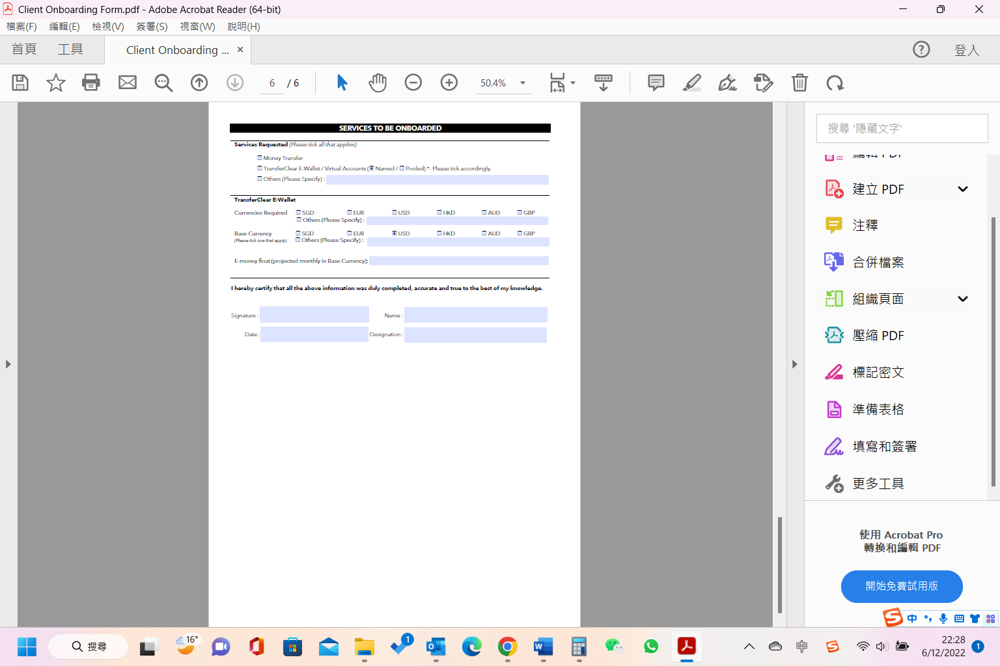 Client Onboarding Form.pdf - Adobe Acrobat Reader (64-bit)
檔案(F) 編輯(E) 檢視(V) 簽署(S) 視窗(W) 說明(H)
首頁 工具 Client Onboarding ... × ? 登入
6 / 6 50.4%
SERVICES TO BE ONBOARDED
Services Requested (Please tick all that applies)
Money Transfer
TransferClear E-Wallet / Virtual Accounts ( Named / Pooled) *- Please tick accordingly.
Others (Please Specify) :
TransferClear E-Wallet
Currencies Required SGD EUR USD HKD AUD GBP
Others (Please Specify) :
Base Currency SGD EUR USD HKD AUD GBP
(Please tick one that apply) Others (Please Specify) :
E-money float (projected monthly in Base Currency):
I hereby certify that all the above information was duly completed, accurate and true to the best of my knowledge.
Signature : Name :
Date : Designation :
搜尋 '隱藏文字'
編輯 PDF
建立 PDF
注釋
合併檔案
組織頁面
壓縮 PDF
標記密文
準備表格
填寫和簽署
更多工具
使用 Acrobat Pro
轉換和編輯 PDF
開始免費試用版
中
搜尋 16° 1 中 22:28
6/12/2022 1